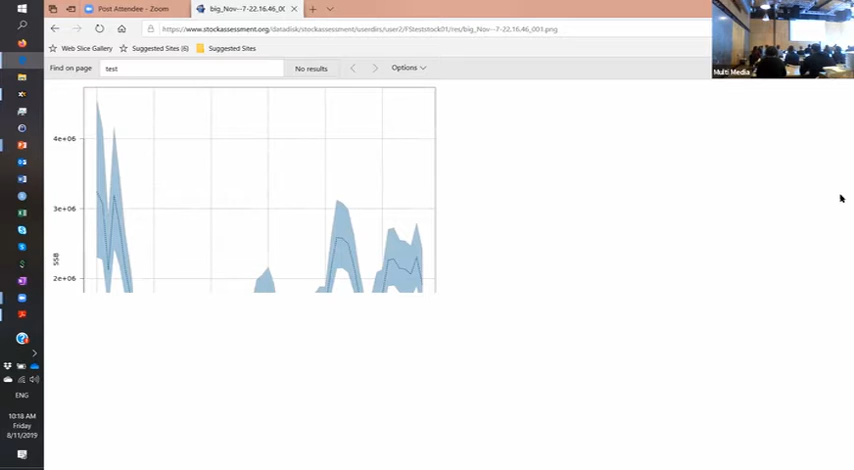 Post Attendee - Zoom
big_Nov--7-22.16.46_00
https://www.stockassessment.org/datadisk/stockassessment/userdirs/user2/FSteststock01/res/big_Nov--7-22.16.46_001.png
Web Slice Gallery
Suggested Sites (6)
Suggested Sites
Find on page
test
No results
Options
Multi Media
4e+06
3e+06
SSB
2e+06
ENG
10:18 AM
Friday
8/11/2019